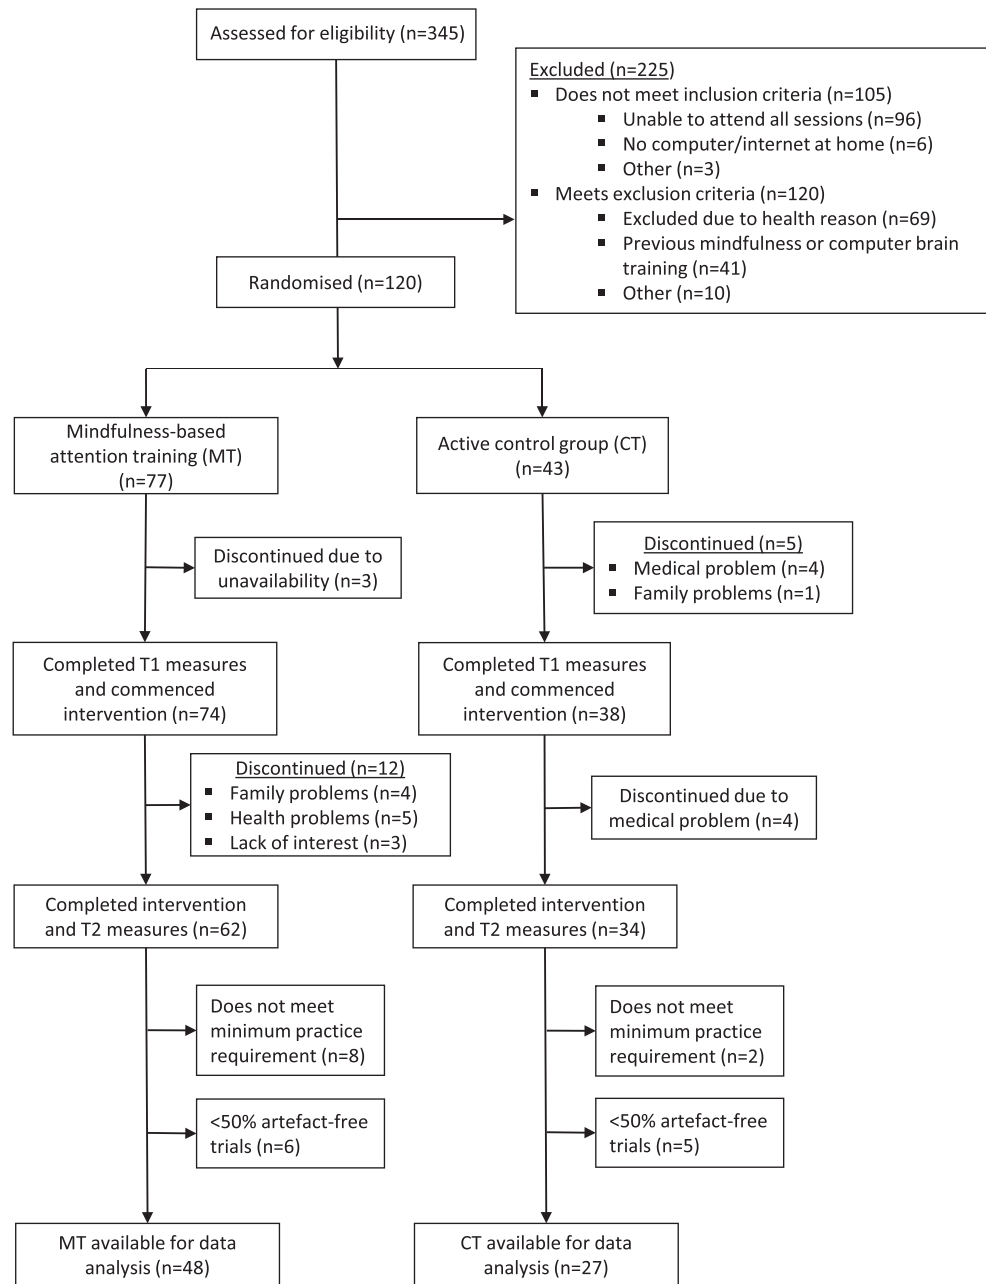 Assessed for eligibility (n=345)
Excluded (n=225)
▪ Does not meet inclusion criteria (n=105)
▪ Unable to attend all sessions (n=96)
▪ No computer/internet at home (n=6)
▪ Other (n=3)
▪ Meets exclusion criteria (n=120)
▪ Excluded due to health reason (n=69)
▪ Previous mindfulness or computer brain
training (n=41)
▪ Other (n=10)
Randomised (n=120)
Mindfulness-based
attention training (MT)
(n=77)
Active control group (CT)
(n=43)
Discontinued due to
unavailability (n=3)
Discontinued (n=5)
▪ Medical problem (n=4)
▪ Family problems (n=1)
Completed T1 measures
and commenced
intervention (n=74)
Completed T1 measures
and commenced
intervention (n=38)
Discontinued (n=12)
▪ Family problems (n=4)
▪ Health problems (n=5)
▪ Lack of interest (n=3)
Discontinued due to
medical problem (n=4)
Completed intervention
and T2 measures (n=62)
Completed intervention
and T2 measures (n=34)
Does not meet
minimum practice
requirement (n=8)
Does not meet
minimum practice
requirement (n=2)
<50% artefact-free
trials (n=6)
<50% artefact-free
trials (n=5)
MT available for data
analysis (n=48)
CT available for data
analysis (n=27)